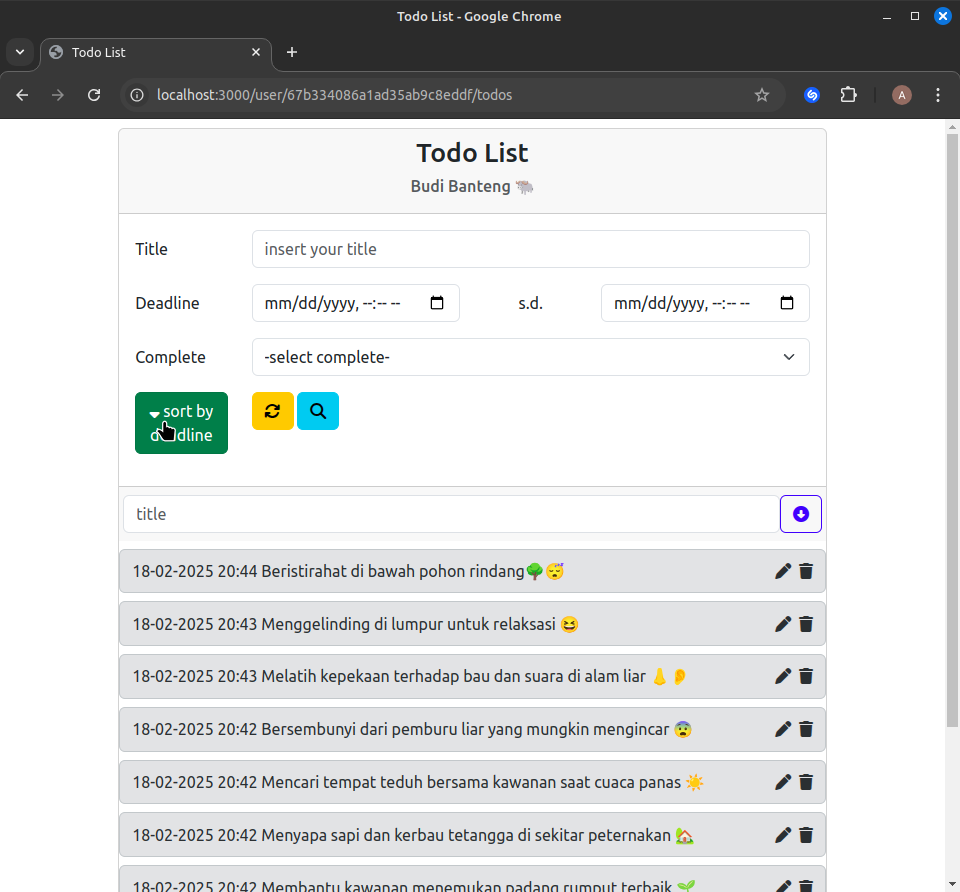 Todo List - Google Chrome
Todo List
localhost:3000/user/67b334086a1ad35ab9c8eddf/todos
A
Todo List
Budi Banteng 🐃
Title
insert your title
Deadline
mm/dd/yyyy, --:-- --
s.d.
mm/dd/yyyy, --:-- --
Complete
-select complete-
sort by
title
18-02-2025 20:44 Beristirahat di bawah pohon rindang🌳😴
18-02-2025 20:43 Menggelinding di lumpur untuk relaksasi 😆
18-02-2025 20:43 Melatih kepekaan terhadap bau dan suara di alam liar 👃👂
18-02-2025 20:42 Bersembunyi dari pemburu liar yang mungkin mengincar 😨
18-02-2025 20:42 Mencari tempat teduh bersama kawanan saat cuaca panas ☀️
18-02-2025 20:42 Menyapa sapi dan kerbau tetangga di sekitar peternakan 🏡
18-02-2025 20:42 Membantu kawanan menemukan padang rumput terbaik 🌱